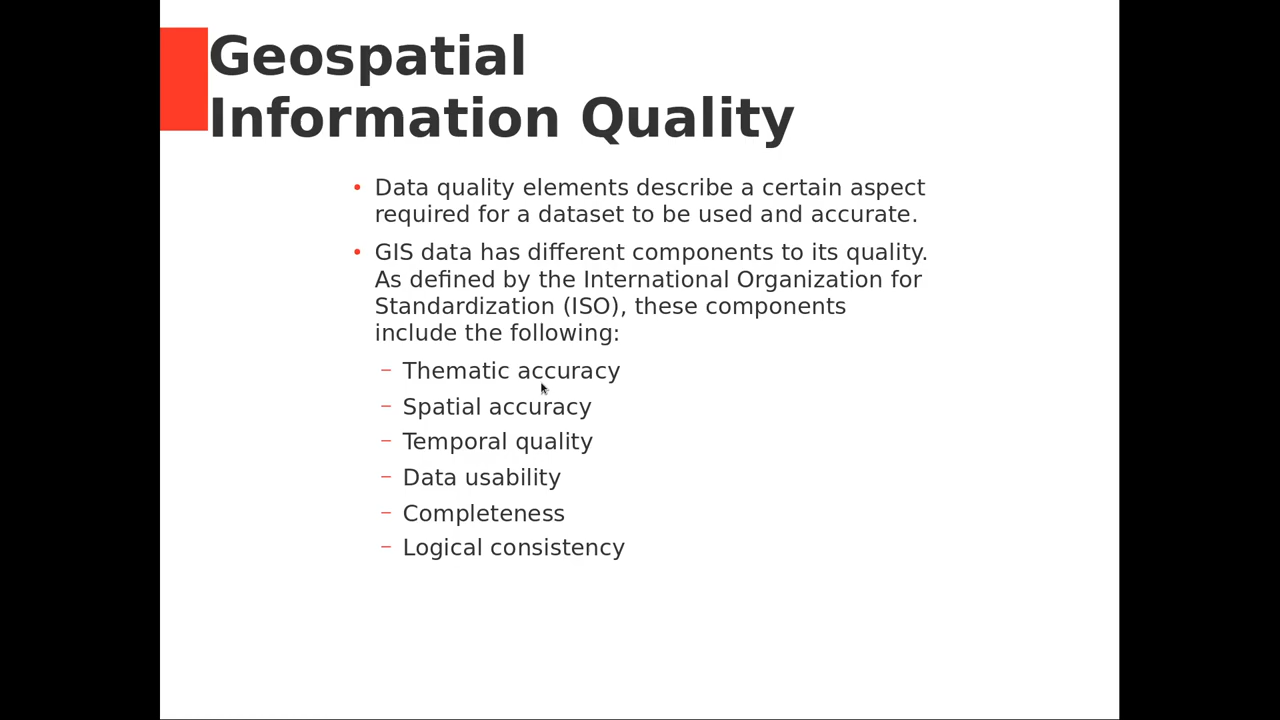 Geospatial
Information Quality
• Data quality elements describe a certain aspect
required for a dataset to be used and accurate.
• GIS data has different components to its quality.
As defined by the International Organization for
Standardization (ISO), these components
include the following:
– Thematic accuracy
– Spatial accuracy
– Temporal quality
– Data usability
– Completeness
– Logical consistency